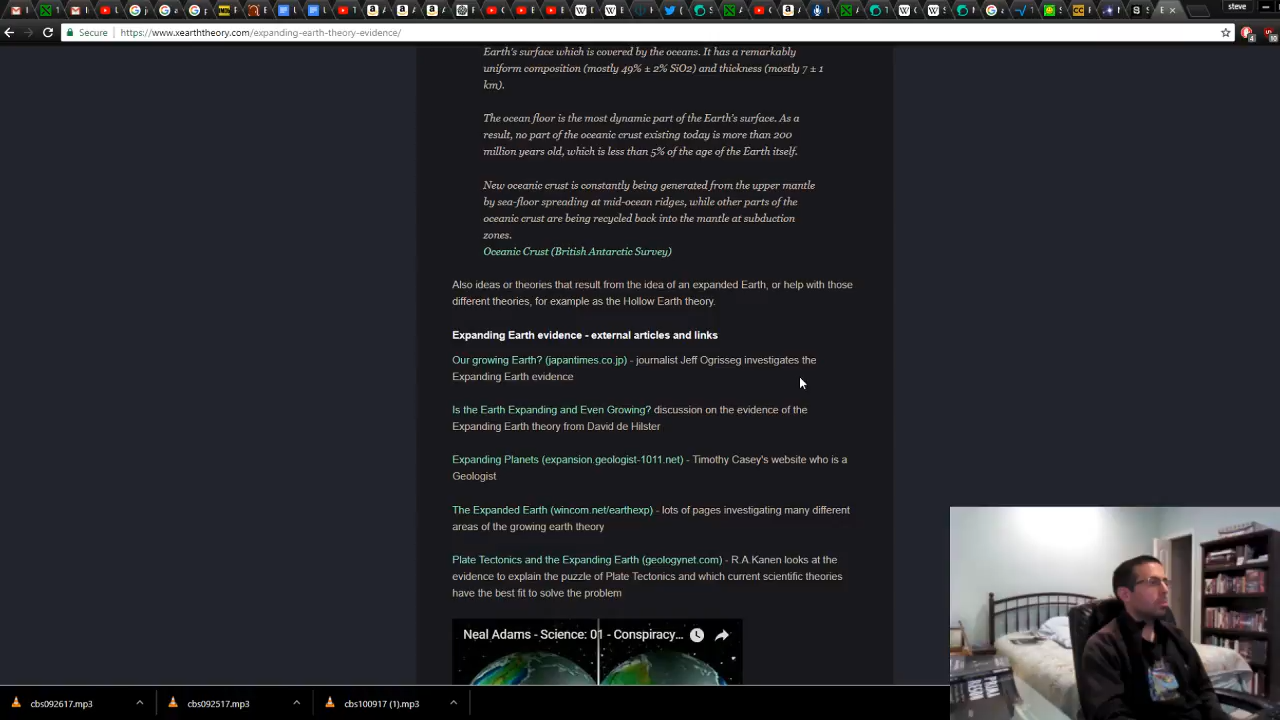 steve
Secure
https://www.xearththeory.com/expanding-earth-theory-evidence/
Earth's surface which is covered by the oceans. It has a remarkably
uniform composition (mostly 49% ± 2% SiO2) and thickness (mostly 7 ± 1
km).
The ocean floor is the most dynamic part of the Earth's surface. As a
result, no part of the oceanic crust existing today is more than 200
million years old, which is less than 5% of the age of the Earth itself.
New oceanic crust is constantly being generated from the upper mantle
by sea-floor spreading at mid-ocean ridges, while other parts of the
oceanic crust are being recycled back into the mantle at subduction
zones.
Oceanic Crust (British Antarctic Survey)
Also ideas or theories that result from the idea of an expanded Earth, or help with those
different theories, for example as the Hollow Earth theory.
Expanding Earth evidence - external articles and links
Our growing Earth? (japantimes.co.jp) - journalist Jeff Ogrisseg investigates the
Expanding Earth evidence
Is the Earth Expanding and Even Growing? discussion on the evidence of the
Expanding Earth theory from David de Hilster
Expanding Planets (expansion.geologist-1011.net) - Timothy Casey's website who is a
Geologist
The Expanded Earth (wincom.net/earthexp) - lots of pages investigating many different
areas of the growing earth theory
Plate Tectonics and the Expanding Earth (geologynet.com) - R.A.Kanen looks at the
evidence to explain the puzzle of Plate Tectonics and which current scientific theories
have the best fit to solve the problem
Neal Adams - Science: 01 - Conspiracy...
cbs092617.mp3
cbs092517.mp3
cbs100917 (1).mp3